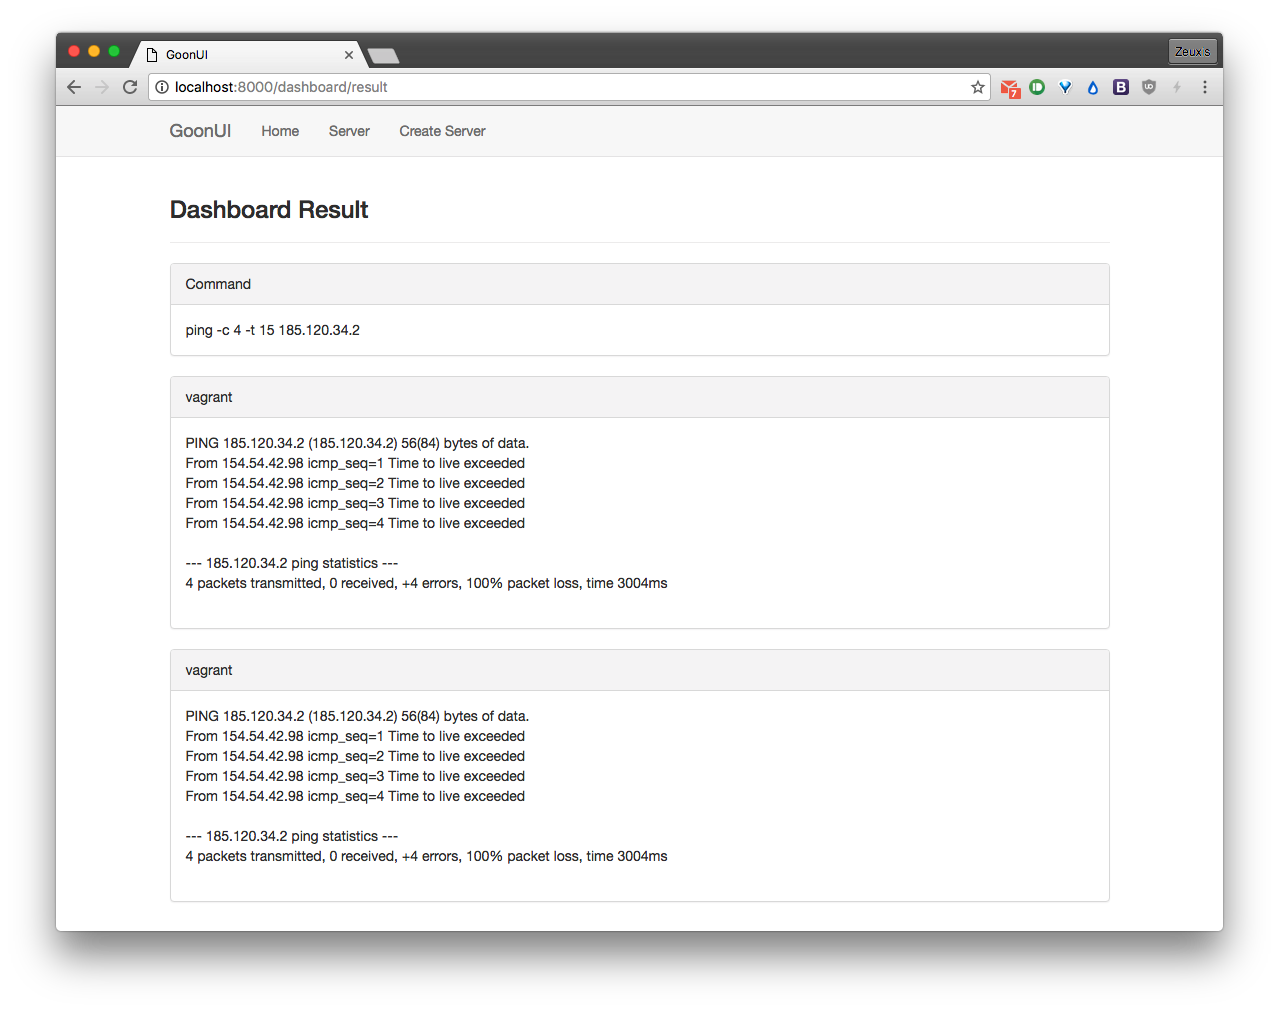 GoonUI
Zeuxis
localhost:8000/dashboard/result
7
B
GoonUI Home Server Create Server
Dashboard Result
Command
ping -c 4 -t 15 185.120.34.2
vagrant
PING 185.120.34.2 (185.120.34.2) 56(84) bytes of data.
From 154.54.42.98 icmp_seq=1 Time to live exceeded
From 154.54.42.98 icmp_seq=2 Time to live exceeded
From 154.54.42.98 icmp_seq=3 Time to live exceeded
From 154.54.42.98 icmp_seq=4 Time to live exceeded
--- 185.120.34.2 ping statistics ---
4 packets transmitted, 0 received, +4 errors, 100% packet loss, time 3004ms
vagrant
PING 185.120.34.2 (185.120.34.2) 56(84) bytes of data.
From 154.54.42.98 icmp_seq=1 Time to live exceeded
From 154.54.42.98 icmp_seq=2 Time to live exceeded
From 154.54.42.98 icmp_seq=3 Time to live exceeded
From 154.54.42.98 icmp_seq=4 Time to live exceeded
--- 185.120.34.2 ping statistics ---
4 packets transmitted, 0 received, +4 errors, 100% packet loss, time 3004ms